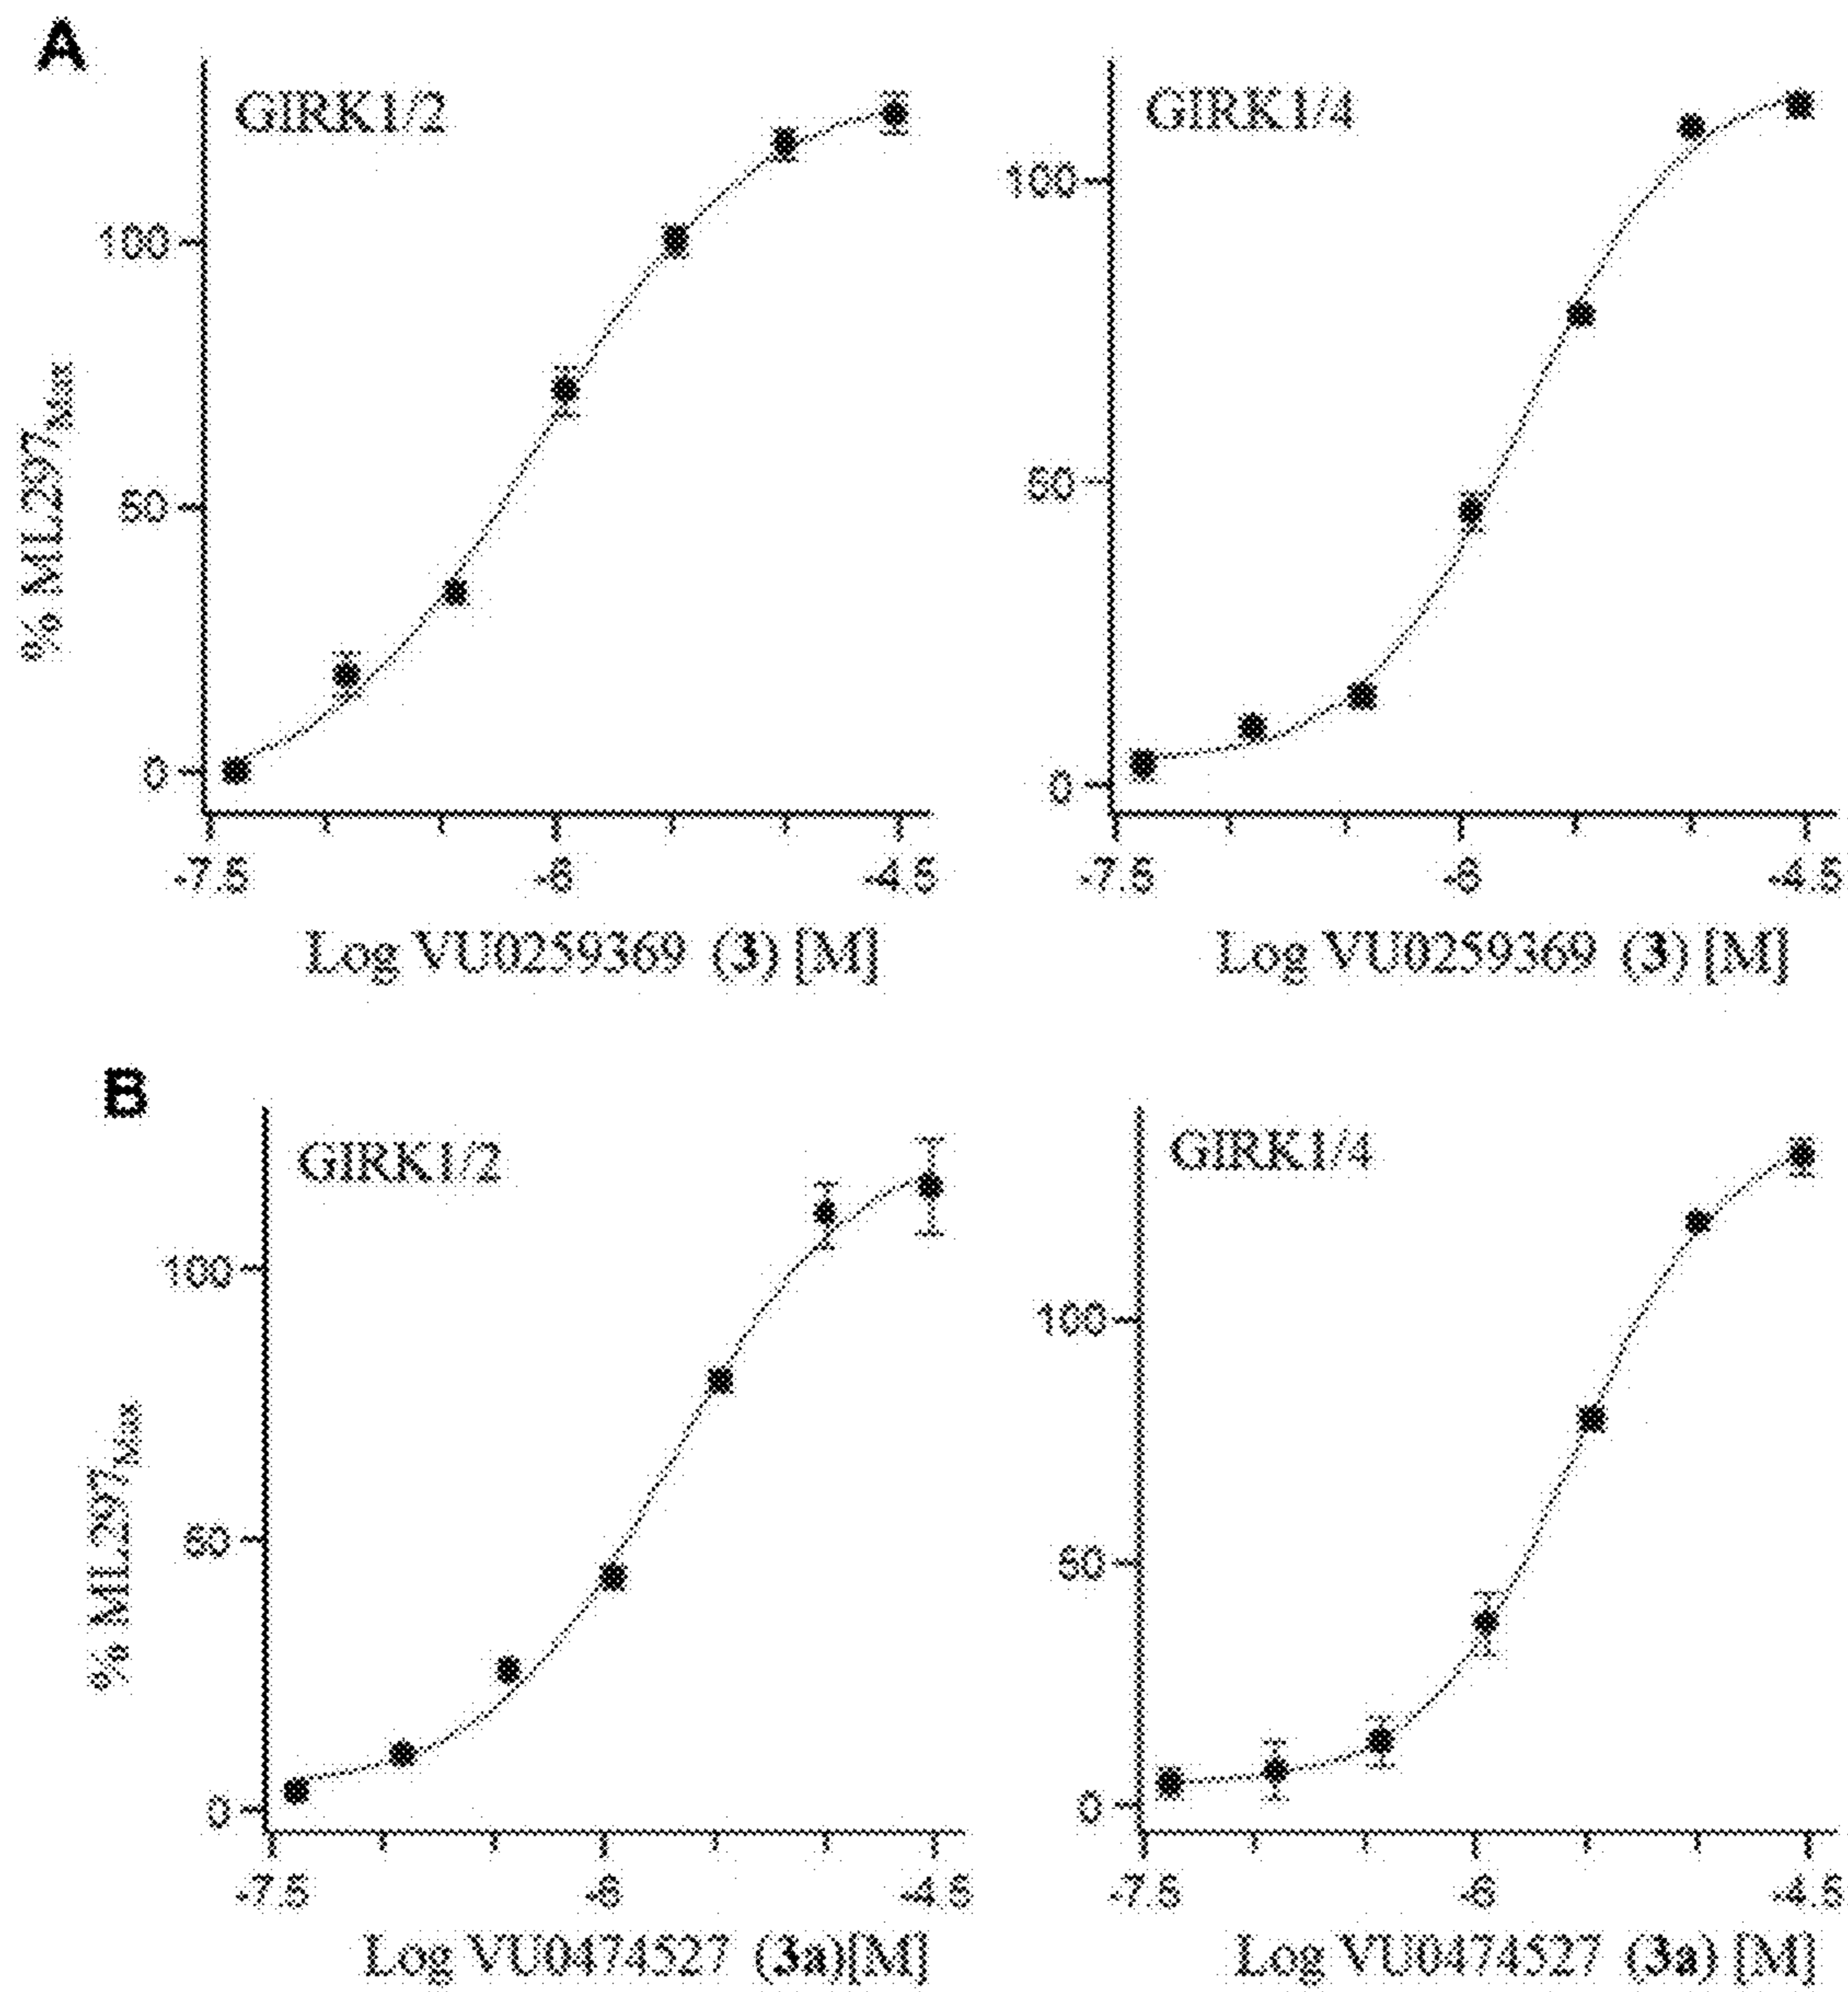 A
GIRK1/2
100
50
0
% ML297Max
-7.5
-6
-4.5
Log VU0259369 (3) [M]
GIRK1/4
100
50
0
-7.5
-6
-4.5
Log VU0259369 (3) [M]
B
GIRK1/2
100
50
0
% ML297Max
-7.5
-6
-4.5
Log VU0474527 (3a)[M]
GIRK1/4
100
50
0
-7.5
-6
-4.5
Log VU0474527 (3a) [M]